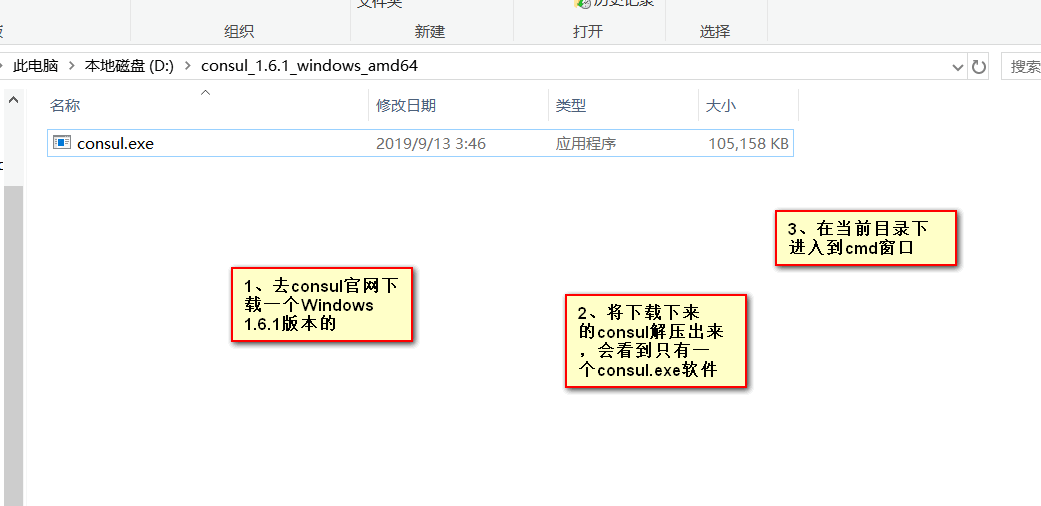 文件夹
历史记录
组织
新建
打开
选择
此电脑 > 本地磁盘 (D:) > consul_1.6.1_windows_amd64
搜索
名称
修改日期
类型
大小
consul.exe
2019/9/13 3:46
应用程序
105,158 KB
3、在当前目录下
进入到cmd窗口
1、去consul官网下
载一个Windows
1.6.1版本的
2、将下载下来
的consul解压出来
，会看到只有一
个consul.exe软件